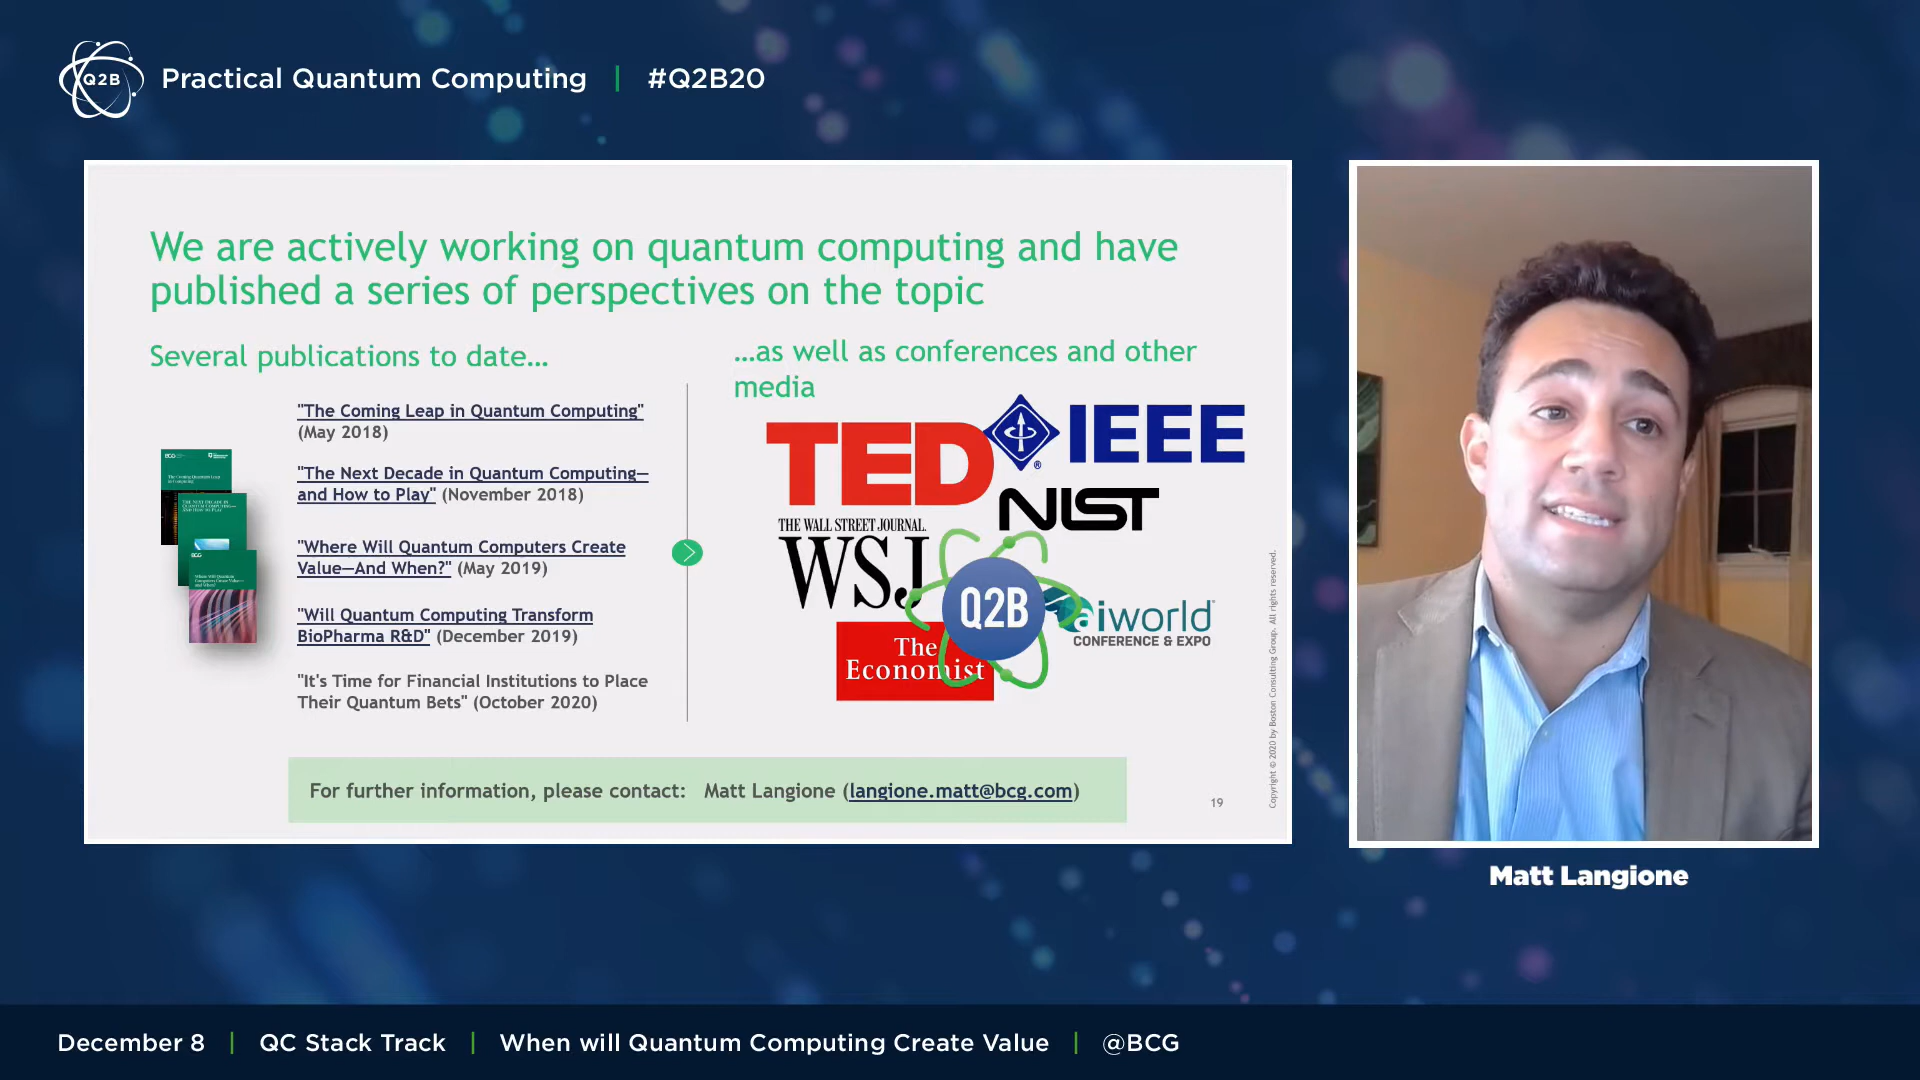 Q2B
Practical Quantum Computing | #Q2B20
We are actively working on quantum computing and have
published a series of perspectives on the topic
Several publications to date…
"The Coming Leap in Quantum Computing"
(May 2018)
"The Next Decade in Quantum Computing—
and How to Play" (November 2018)
"Where Will Quantum Computers Create
Value—And When?" (May 2019)
"Will Quantum Computing Transform
BioPharma R&D" (December 2019)
"It's Time for Financial Institutions to Place
Their Quantum Bets" (October 2020)
…as well as conferences and other
media
TED
IEEE
NIST
THE WALL STREET JOURNAL.
WSJ
Q2B
aiworld
CONFERENCE & EXPO
The
Economist
For further information, please contact: Matt Langione (langione.matt@bcg.com)
19
Copyright © 2020 by Boston Consulting Group. All rights reserved.
Matt Langione
December 8 | QC Stack Track | When will Quantum Computing Create Value | @BCG